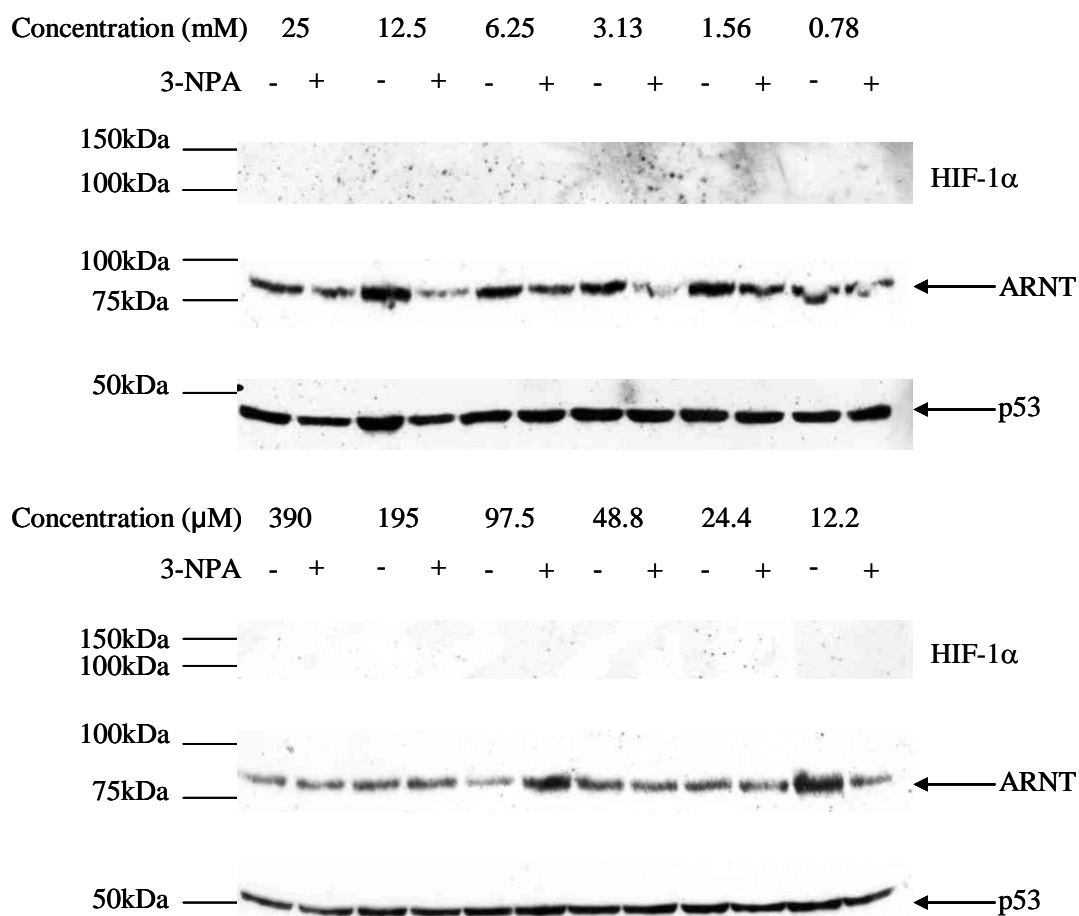 Concentration (mM) 25 12.5 6.25 3.13 1.56 0.78
3-NPA - + - + - + - + - + - +
150kDa
100kDa
HIF-1α
100kDa
75kDa
ARNT
50kDa
p53
Concentration (μM) 390 195 97.5 48.8 24.4 12.2
3-NPA - + - + - + - + - + - +
150kDa
100kDa
HIF-1α
100kDa
75kDa
ARNT
50kDa
p53